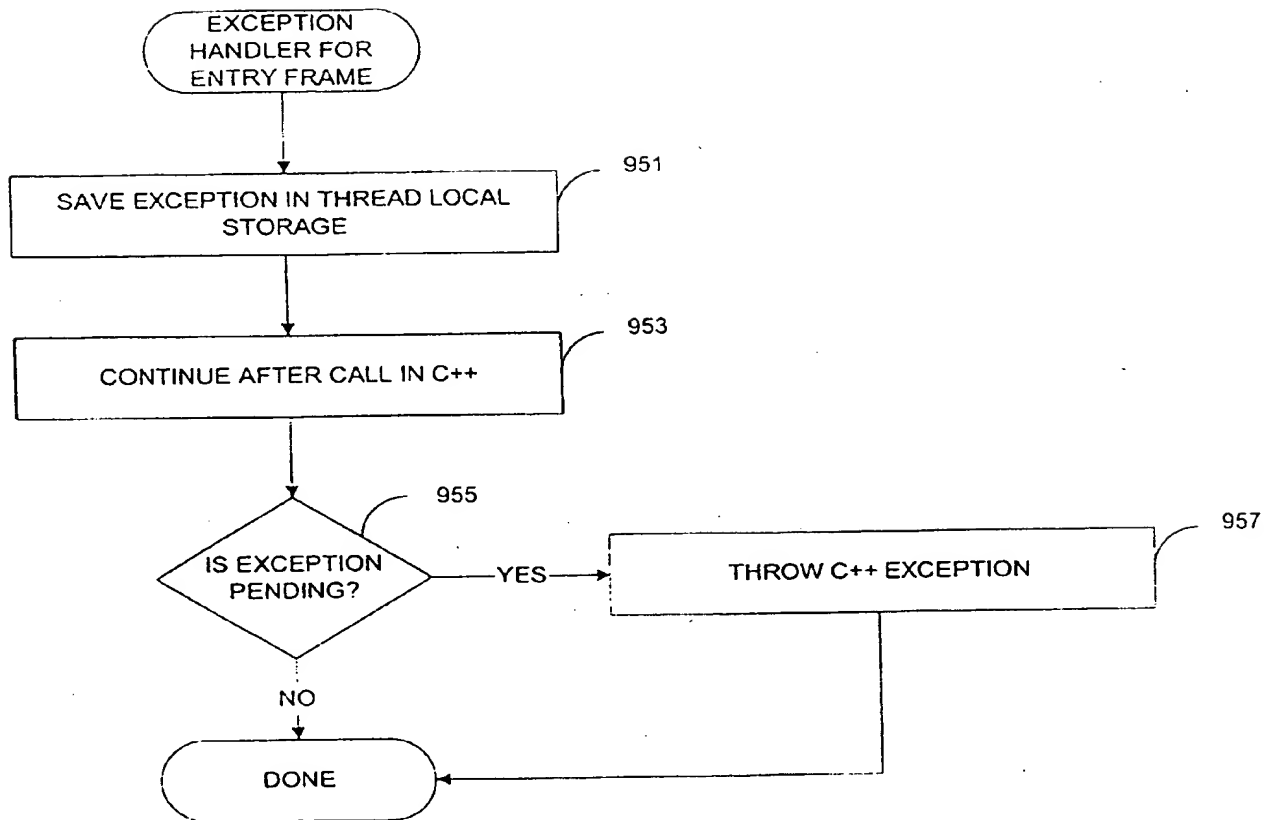 EXCEPTION
HANDLER FOR
ENTRY FRAME
951
SAVE EXCEPTION IN THREAD LOCAL
STORAGE
953
CONTINUE AFTER CALL IN C++
955
IS EXCEPTION
PENDING?
YES
957
THROW C++ EXCEPTION
NO
DONE